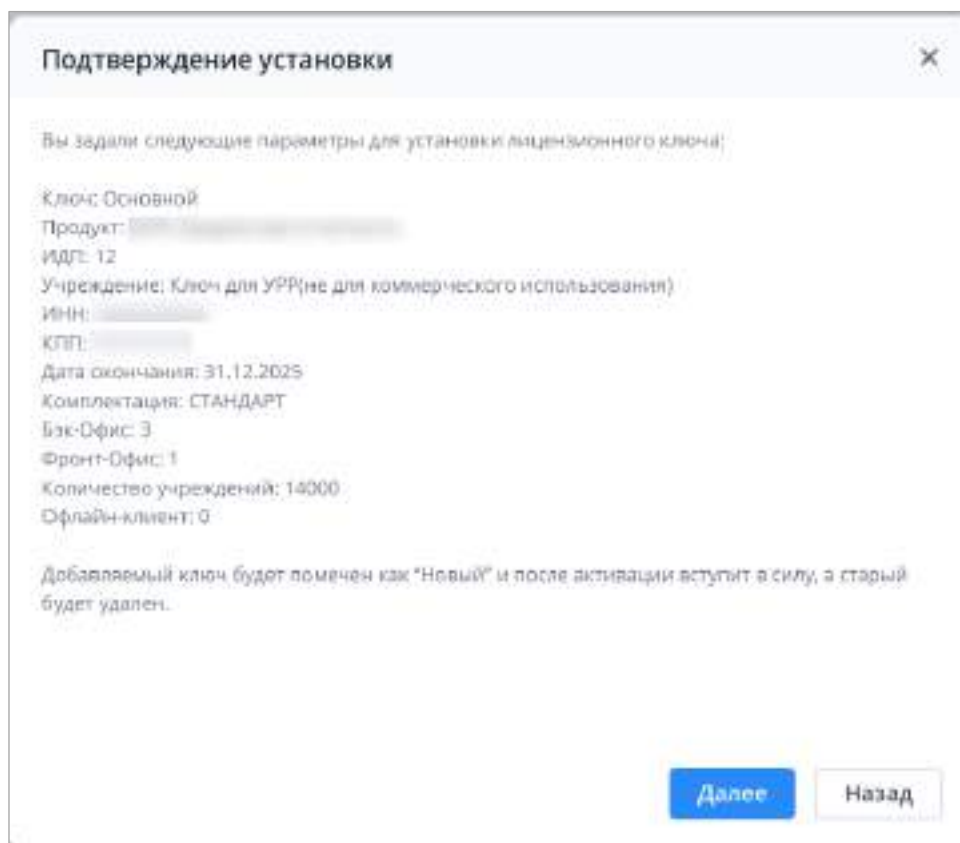 Подтверждение установки
Вы задали следующие параметры для установки лицензионного ключа:
Ключ: Основной
Продукт:
ИДП: 12
Учреждение: Ключ для УРР(не для коммерческого использования)
ИНН:
КПП:
Дата окончания: 31.12.2025
Комплектация: СТАНДАРТ
Бэк-Офис: 3
Фронт-Офис: 1
Количество учреждений: 14000
Офлайн-клиент: 0
Добавляемый ключ будет помечен как "Новый" и после активации вступит в силу, а старый
будет удален.
Далее
Назад